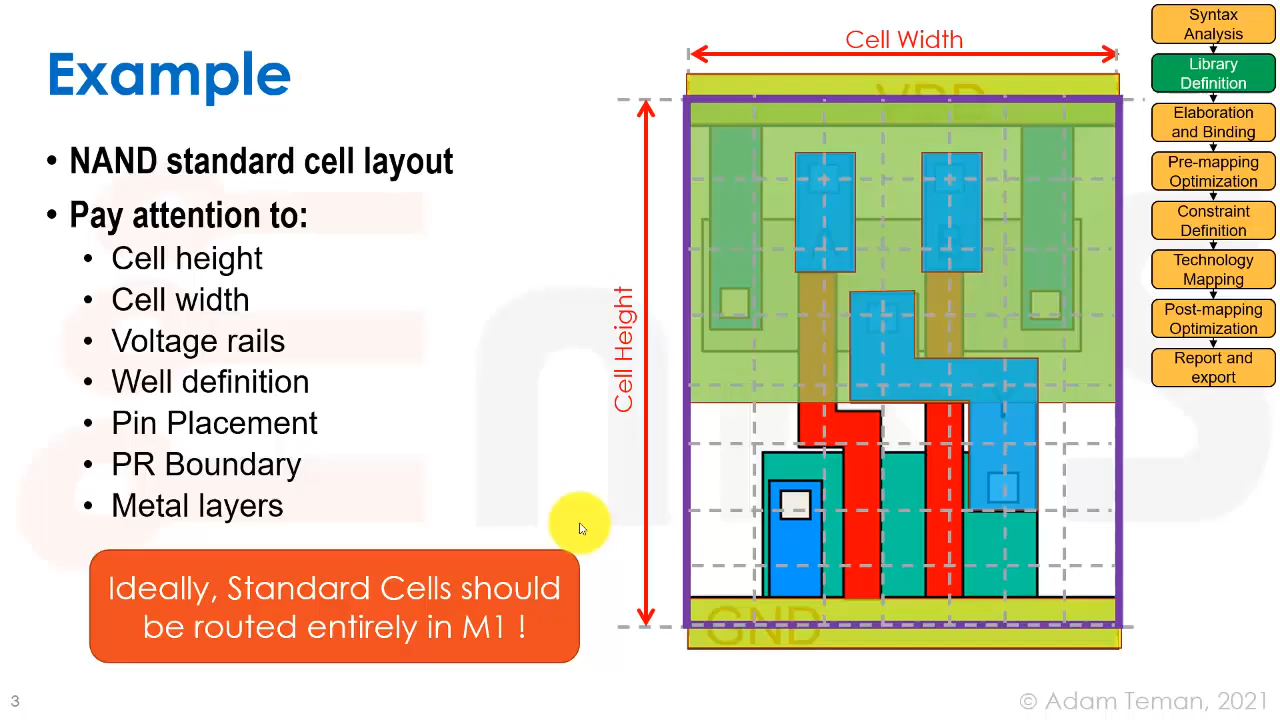 Example
• NAND standard cell layout
• Pay attention to:
• Cell height
• Cell width
• Voltage rails
• Well definition
• Pin Placement
• PR Boundary
• Metal layers
Ideally, Standard Cells should
be routed entirely in M1 !
Cell Width
Cell Height
VDD
GND
Syntax
Analysis
Library
Definition
Elaboration
and Binding
Pre-mapping
Optimization
Constraint
Definition
Technology
Mapping
Post-mapping
Optimization
Report and
export
3
© Adam Teman, 2021